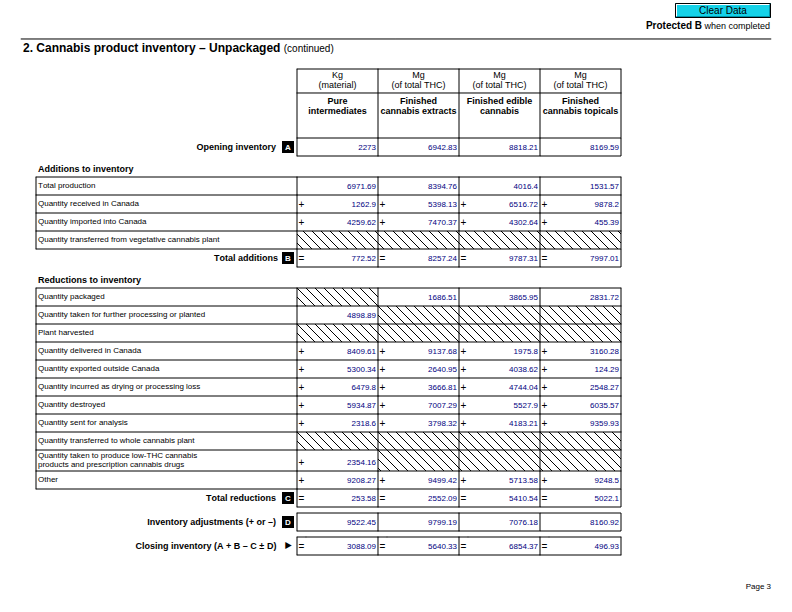 Clear Data
Protected B when completed
2. Cannabis product inventory – Unpackaged (continued)
Kg Mg Mg Mg
(material) (of total THC) (of total THC) (of total THC)
Pure Finished Finished edible Finished
intermediates cannabis extracts cannabis cannabis topicals
Opening inventory A 2273 6942.83 8818.21 8169.59
Additions to inventory
Total production 6971.69 8394.76 4016.4 1531.57
Quantity received in Canada + 1262.9 + 5398.13 + 6516.72 + 9878.2
Quantity imported into Canada + 4259.62 + 7470.37 + 4302.64 + 455.39
Quantity transferred from vegetative cannabis plant
Total additions B = 772.52 = 8257.24 = 9787.31 = 7997.01
Reductions to inventory
Quantity packaged 1686.51 3865.95 2831.72
Quantity taken for further processing or planted 4898.89
Plant harvested
Quantity delivered in Canada + 8409.61 + 9137.68 + 1975.8 + 3160.28
Quantity exported outside Canada + 5300.34 + 2640.95 + 4038.62 + 124.29
Quantity incurred as drying or processing loss + 6479.8 + 3666.81 + 4744.04 + 2548.27
Quantity destroyed + 5934.87 + 7007.29 + 5527.9 + 6035.57
Quantity sent for analysis + 2318.6 + 3798.32 + 4183.21 + 9359.93
Quantity transferred to whole cannabis plant
Quantity taken to produce low-THC cannabis
products and prescription cannabis drugs + 2354.16
Other + 9208.27 + 9499.42 + 5713.58 + 9248.5
Total reductions C = 253.58 = 2552.09 = 5410.54 = 5022.1
Inventory adjustments (+ or –) D 9522.45 9799.19 7076.18 8160.92
Closing inventory (A + B – C ± D) ► = 3088.09 = 5640.33 = 6854.37 = 496.93
Page 3